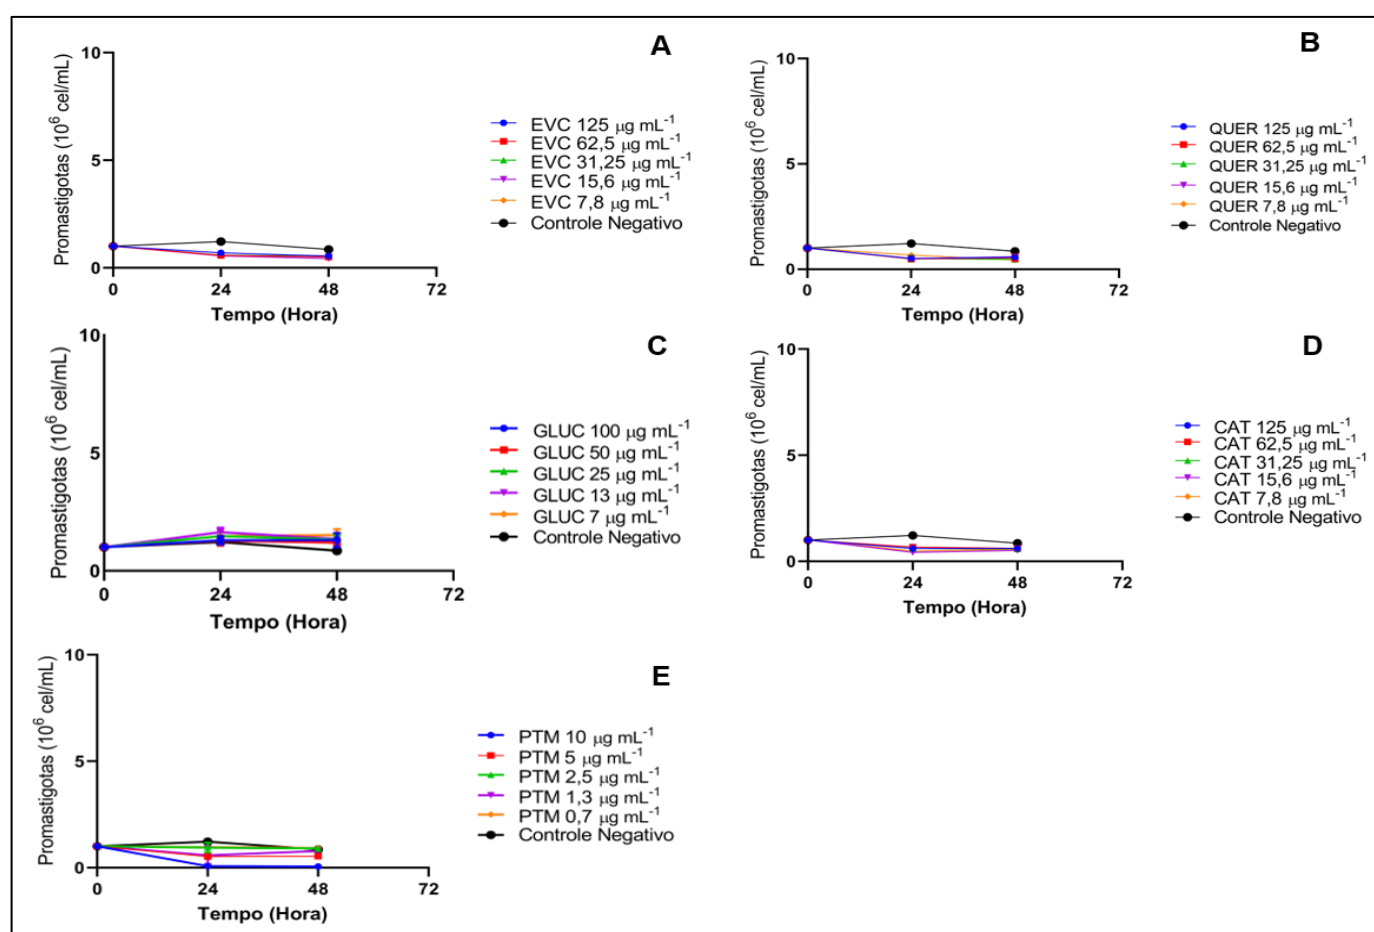 A
Promastigotas (10⁶ cel/mL)
10
5
0
0 24 48 72
Tempo (Hora)
EVC 125 µg mL⁻¹
EVC 62,5 µg mL⁻¹
EVC 31,25 µg mL⁻¹
EVC 15,6 µg mL⁻¹
EVC 7,8 µg mL⁻¹
Controle Negativo
B
Promastigotas (10⁶ cel/mL)
10
5
0
0 24 48 72
Tempo (Hora)
QUER 125 µg mL⁻¹
QUER 62,5 µg mL⁻¹
QUER 31,25 µg mL⁻¹
QUER 15,6 µg mL⁻¹
QUER 7,8 µg mL⁻¹
Controle Negativo
C
Promastigotas (10⁶ cel/mL)
10
5
0
0 24 48 72
Tempo (Hora)
GLUC 100 µg mL⁻¹
GLUC 50 µg mL⁻¹
GLUC 25 µg mL⁻¹
GLUC 13 µg mL⁻¹
GLUC 7 µg mL⁻¹
Controle Negativo
D
Promastigotas (10⁶ cel/mL)
10
5
0
0 24 48 72
Tempo (Hora)
CAT 125 µg mL⁻¹
CAT 62,5 µg mL⁻¹
CAT 31,25 µg mL⁻¹
CAT 15,6 µg mL⁻¹
CAT 7,8 µg mL⁻¹
Controle Negativo
E
Promastigotas (10⁶ cel/mL)
10
5
0
0 24 48 72
Tempo (Hora)
PTM 10 µg mL⁻¹
PTM 5 µg mL⁻¹
PTM 2,5 µg mL⁻¹
PTM 1,3 µg mL⁻¹
PTM 0,7 µg mL⁻¹
Controle Negativo